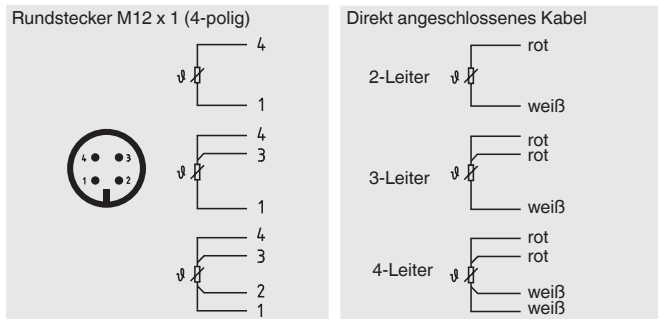 Rundstecker M12 x 1 (4-polig)
ϑ
4
1
4
3
1
2
ϑ
4
3
1
ϑ
4
3
2
1
Direkt angeschlossenes Kabel
2-Leiter
ϑ
rot
weiß
3-Leiter
ϑ
rot
rot
weiß
4-Leiter
ϑ
rot
rot
weiß
weiß